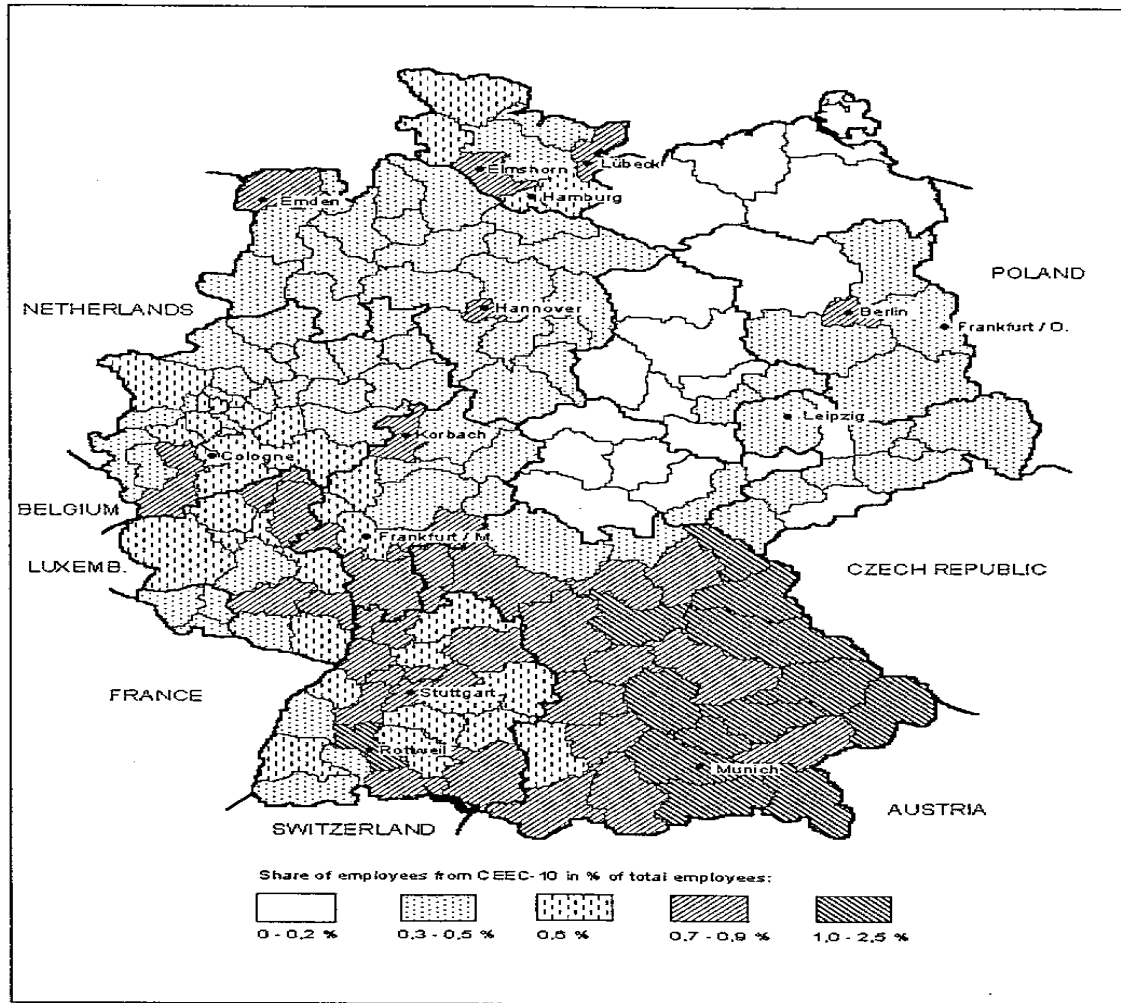 Lübeck
Elmshorn
Hamburg
Emden
POLAND
NETHERLANDS
Hannover
Berlin
Frankfurt / O.
Leipzig
Korbach
Cologne
BELGIUM
Frankfurt / M.
LUXEMB.
CZECH REPUBLIC
FRANCE
Stuttgart
Rottweil
Munich
AUSTRIA
SWITZERLAND
Share of employees from CEEC-10 in % of total employees:
0 - 0,2 % 0,3 - 0,5 % 0,6 % 0,7 - 0,9 % 1,0 - 2,5 %